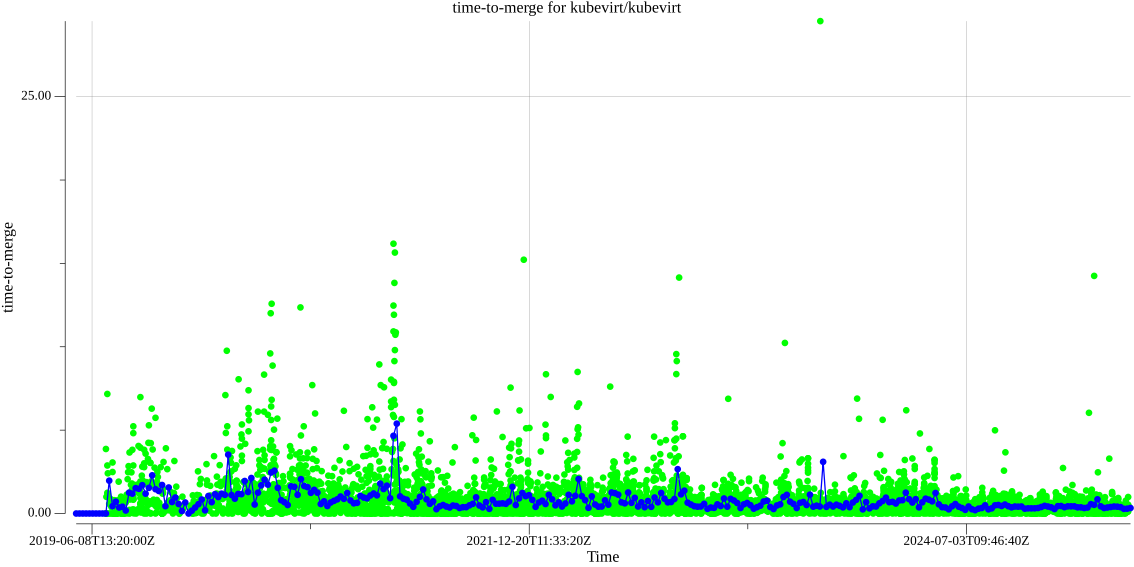 time-to-merge for kubevirt/kubevirt
25.00
time-to-merge
0.00
2019-06-08T13:20:00Z
2021-12-20T11:33:20Z
2024-07-03T09:46:40Z
Time